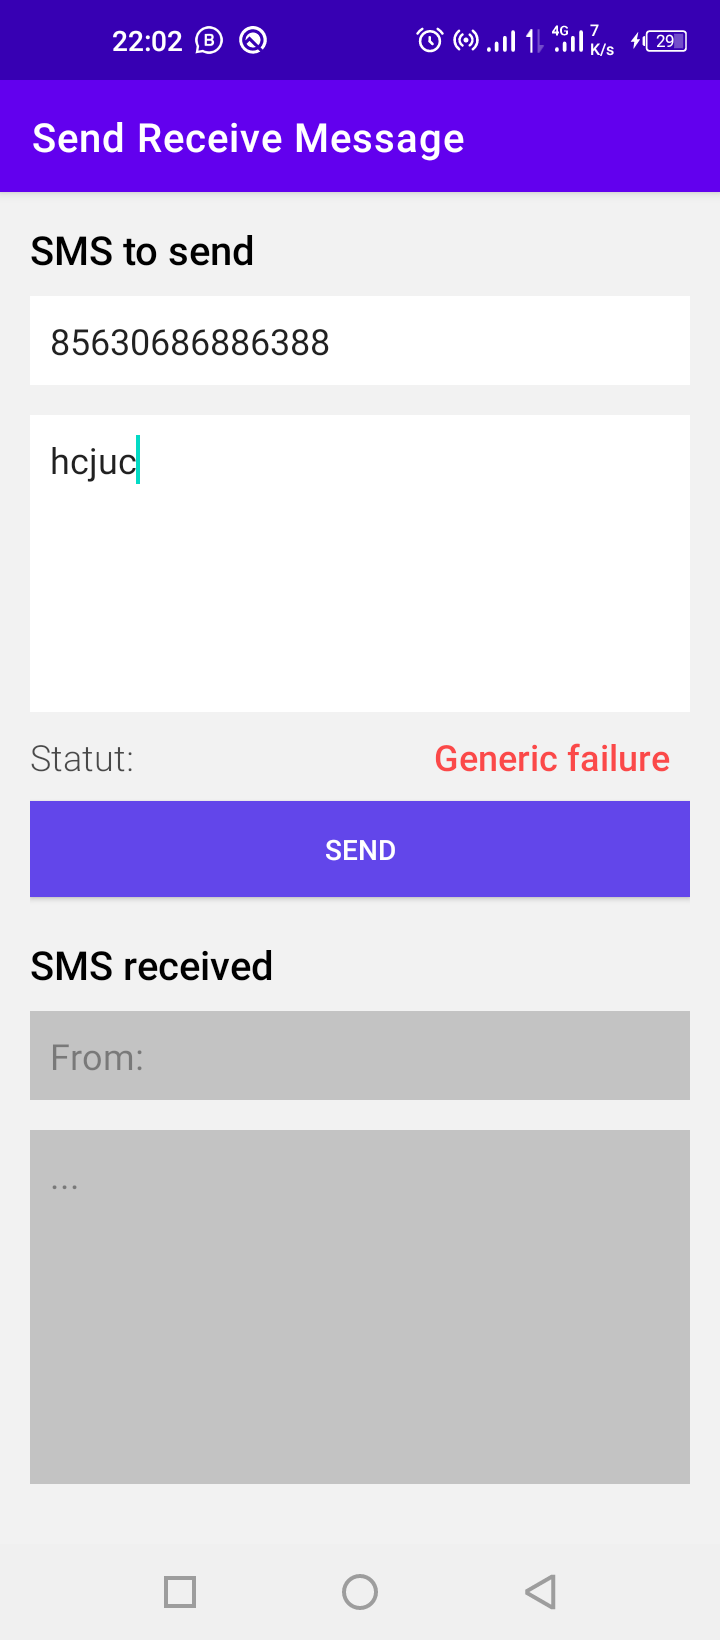 22:02 B 4G 7 K/s 29
Send Receive Message
SMS to send
85630686886388
hcjuc
Statut: Generic failure
SEND
SMS received
From:
...